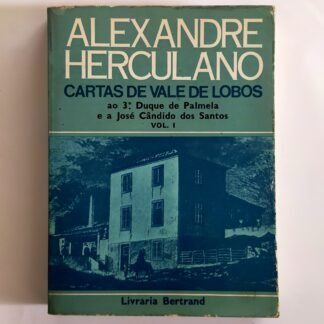 ALEXANDRE
HERCULANO
CARTAS DE VALE DE LOBOS
ao 3.º Duque de Palmela
e a José Cândido dos Santos
VOL. I
Livraria Bertrand